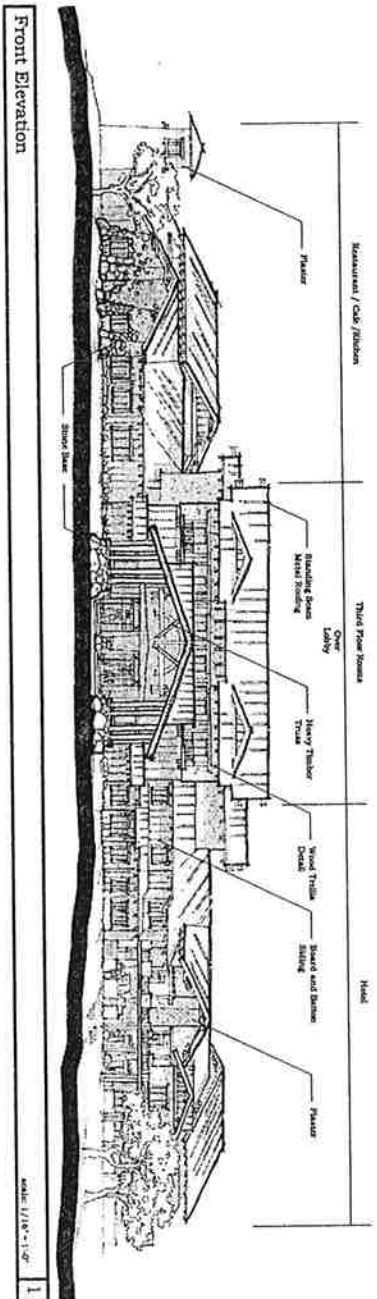 Restaurant / Cafe /Kitchen
Third Floor Rooms
Over
Lobby
Hotel
Plaster
Standing Seam
Metal Roofing
Heavy Timber
Truss
Wood Trellis
Detail
Board and Batton
Siding
Plaster
Stone Base
Front Elevation
scale: 1/16" = 1'-0"
1